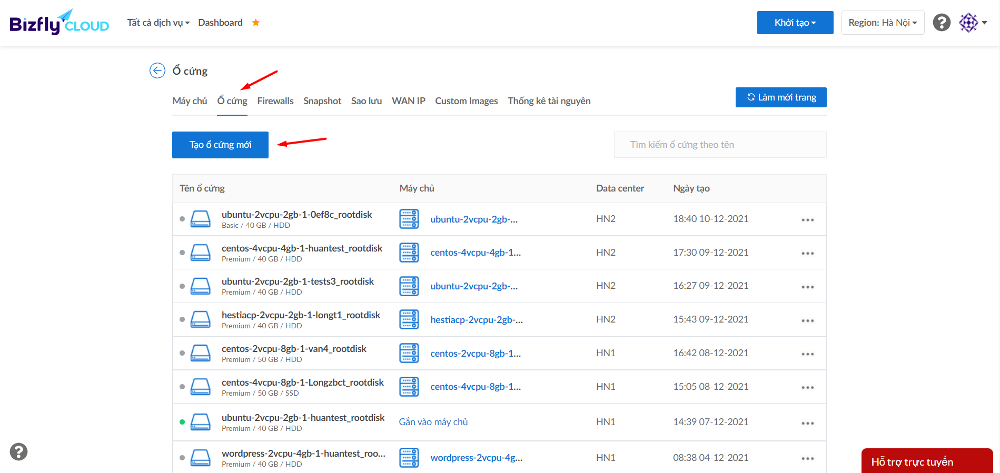 Bizfly CLOUD
Tất cả dịch vụ
Dashboard
Khởi tạo
Region: Hà Nội
?
Ổ cứng
Máy chủ
Ổ cứng
Firewalls
Snapshot
Sao lưu
WAN IP
Custom Images
Thống kê tài nguyên
Làm mới trang
Tạo ổ cứng mới
Tìm kiếm ổ cứng theo tên
Tên ổ cứng
Máy chủ
Data center
Ngày tạo
ubuntu-2vcpu-2gb-1-0ef8c_rootdisk
Basic / 40 GB / HDD
ubuntu-2vcpu-2gb-...
HN2
18:40 10-12-2021
centos-4vcpu-4gb-1-huantest_rootdisk
Premium / 40 GB / HDD
centos-4vcpu-4gb-1...
HN2
17:30 09-12-2021
ubuntu-2vcpu-2gb-1-tests3_rootdisk
Premium / 40 GB / HDD
ubuntu-2vcpu-2gb-...
HN2
16:27 09-12-2021
hestiacp-2vcpu-2gb-1-longt1_rootdisk
Premium / 40 GB / HDD
hestiacp-2vcpu-2gb-...
HN2
15:43 09-12-2021
centos-2vcpu-8gb-1-van4_rootdisk
Premium / 50 GB / HDD
centos-2vcpu-8gb-1...
HN1
16:42 08-12-2021
centos-4vcpu-8gb-1-Longzbct_rootdisk
Premium / 50 GB / SSD
centos-4vcpu-8gb-1...
HN1
15:05 08-12-2021
ubuntu-2vcpu-2gb-1-huantest_rootdisk
Premium / 40 GB / HDD
Gắn vào máy chủ
HN1
14:39 07-12-2021
wordpress-2vcpu-4gb-1-huantest_roo...
Premium / 40 GB / HDD
wordpress-2vcpu-4g...
HN1
08:38 04-12-2021
?
Hỗ trợ trực tuyến